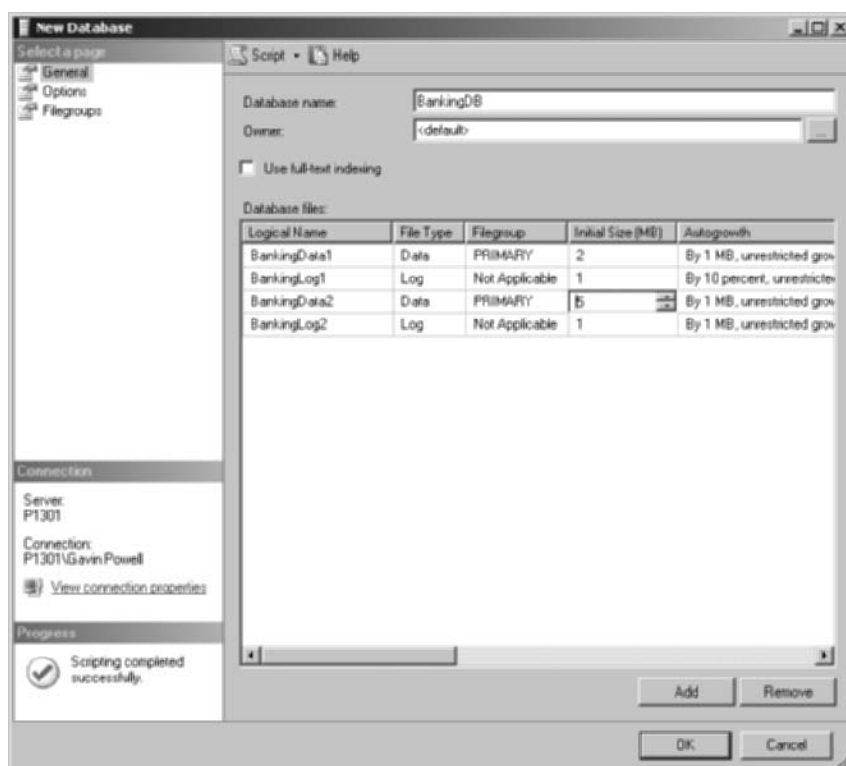 New Database
Select a page
General
Options
Filegroups
Script Help
Database name: BankingDB
Owner: <default> ...
Use full-text indexing
Database files:
Logical Name File Type Filegroup Initial Size (MB) Autogrowth
BankingData1 Data PRIMARY 2 By 1 MB, unrestricted grow
BankingLog1 Log Not Applicable 1 By 10 percent, unrestricte
BankingData2 Data PRIMARY 5 By 1 MB, unrestricted grow
BankingLog2 Log Not Applicable 1 By 1 MB, unrestricted grow
Connection
Server:
P1301
Connection:
P1301\Gavin Powell
View connection properties
Progress
Scripting completed
successfully.
Add Remove
OK Cancel